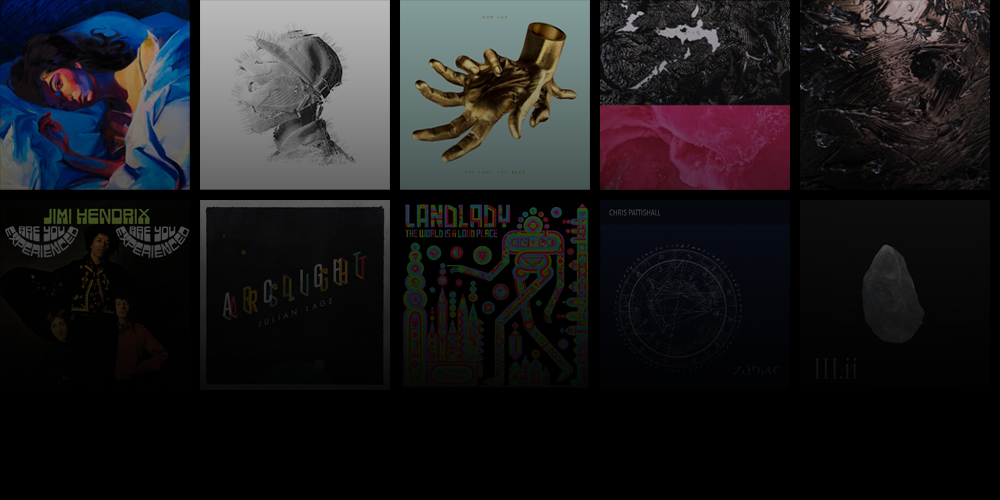 JIMI HENDRIX
ARE YOU EXPERIENCED
ARE YOU EXPERIENCED
ARCLIGHT
JULIAN LAGE
LANDLADY
THE WORLD IS A LOUD PLACE
CHRIS PATTISHALL
ZODIAC
III.ii